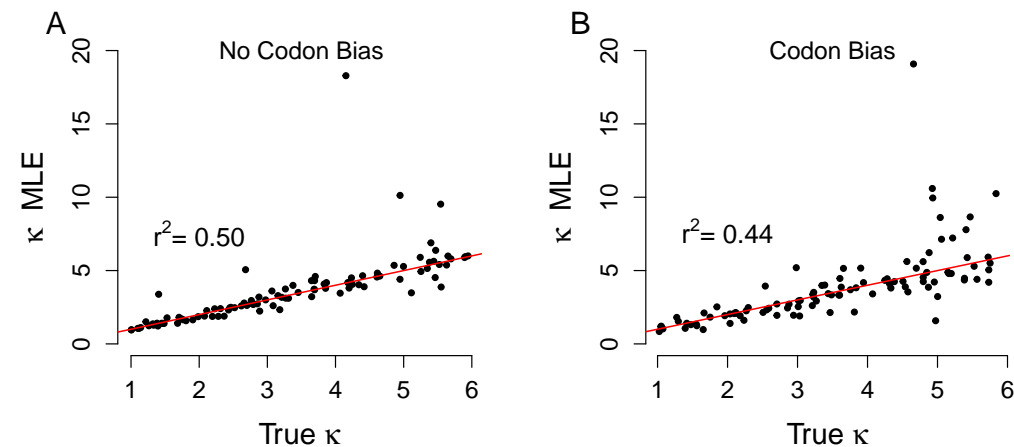 A
No Codon Bias
20
15
10
5
0
κ MLE
r²= 0.50
1 2 3 4 5 6
True κ
B
Codon Bias
20
15
10
5
0
κ MLE
r²= 0.44
1 2 3 4 5 6
True κ